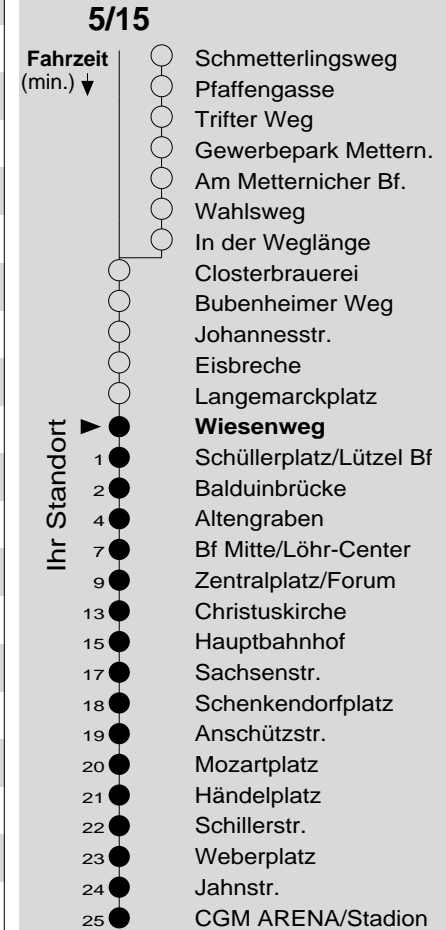 5/15
Fahrzeit
(min.)
Schmetterlingsweg
Pfaffengasse
Trifter Weg
Gewerbepark Mettern.
Am Metternicher Bf.
Wahlsweg
In der Weglänge
Closterbrauerei
Bubenheimer Weg
Johannesstr.
Eisbreche
Langemarckplatz
Ihr Standort
Wiesenweg
1 Schüllerplatz/Lützel Bf
2 Balduinbrücke
4 Altengraben
7 Bf Mitte/Löhr-Center
9 Zentralplatz/Forum
13 Christuskirche
15 Hauptbahnhof
17 Sachsenstr.
18 Schenkendorfplatz
19 Anschützstr.
20 Mozartplatz
21 Händelplatz
22 Schillerstr.
23 Weberplatz
24 Jahnstr.
25 CGM ARENA/Stadion